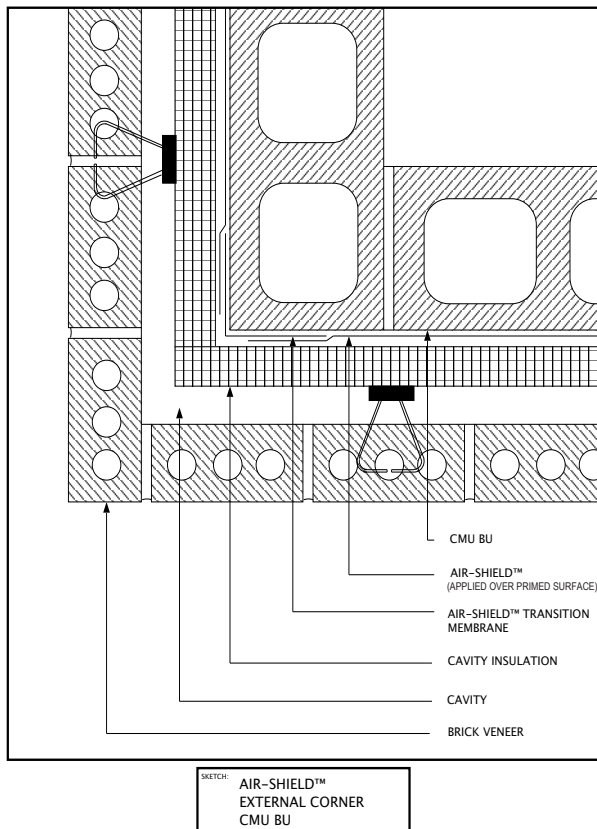 CMU BU
AIR-SHIELD™
(APPLIED OVER PRIMED SURFACE)
AIR-SHIELD™ TRANSITION
MEMBRANE
CAVITY INSULATION
CAVITY
BRICK VENEER
SKETCH:
AIR-SHIELD™
EXTERNAL CORNER
CMU BU